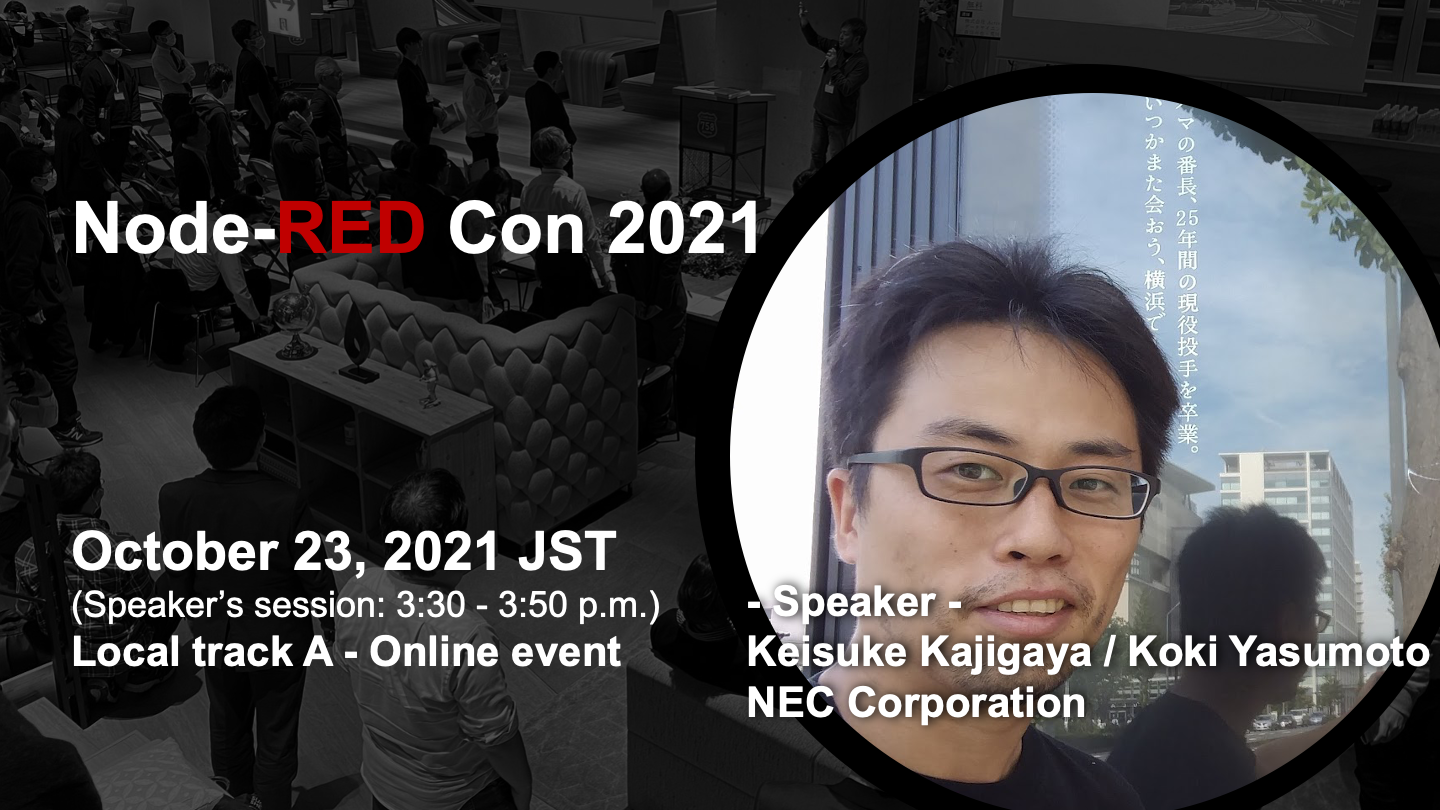 Node-RED Con 2021
October 23, 2021 JST
(Speaker’s session: 3:30 - 3:50 p.m.)
Local track A - Online event
- Speaker -
Keisuke Kajigaya / Koki Yasumoto
NEC Corporation
マの番長、25年間の現役投手を卒業。
いつかまた会おう、横浜で